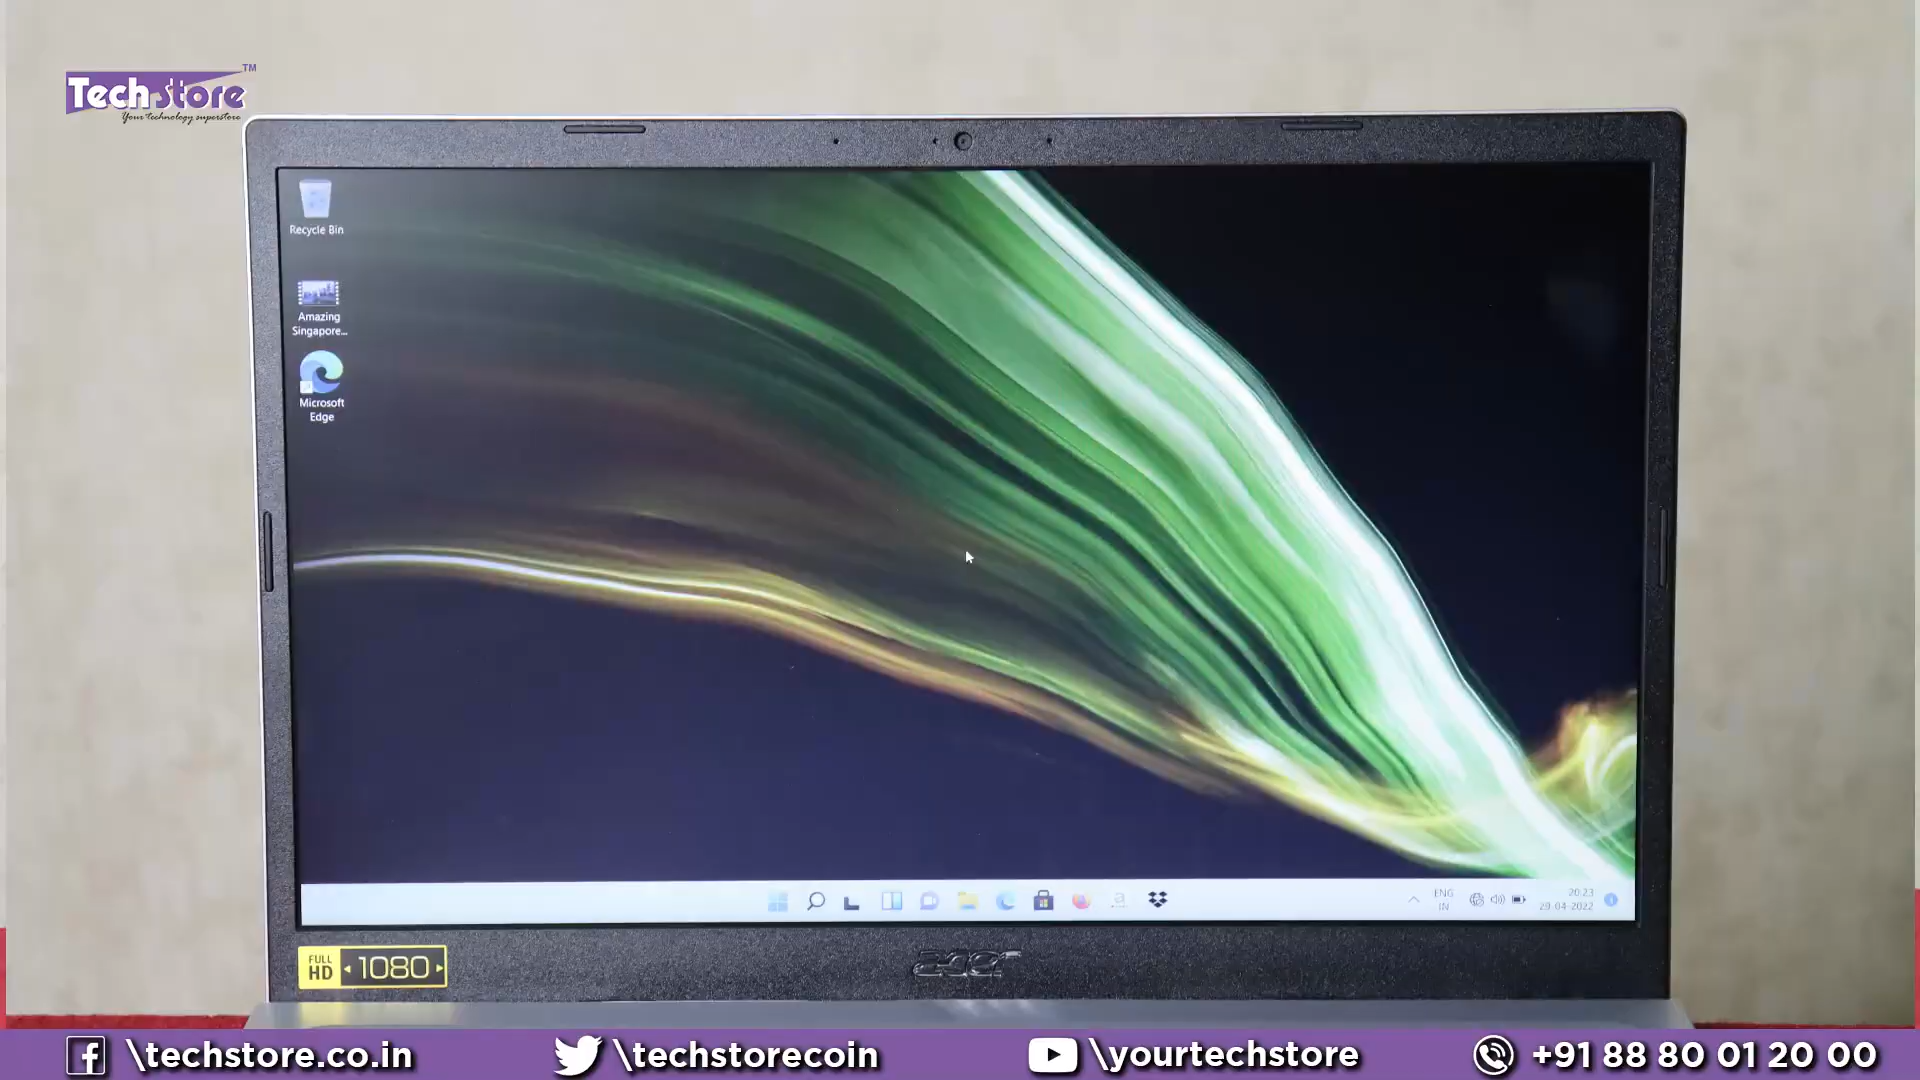 TechStore TM
Your technology superstore
Recycle Bin
Amazing
Singapore...
Microsoft
Edge
ENG
IN
20:23
29-04-2022
FULL
HD
1080
acer
\techstore.co.in
\techstorecoin
\yourtechstore
+91 88 80 01 20 00